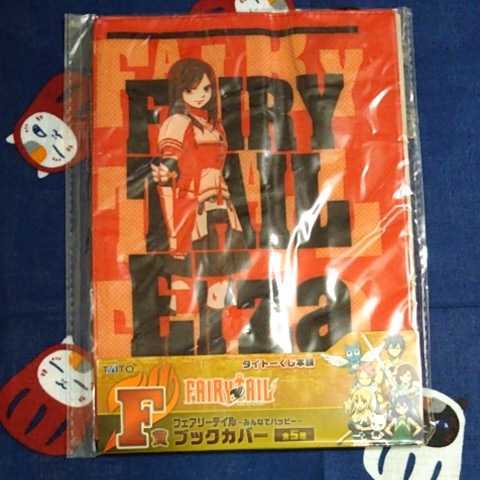 FAIRY
FAIRY
TAIL
Erza
タイトーくじ本舗
TAITO
FAIRY TAIL
F賞
フェアリーテイル ~みんなでハッピー~
ブックカバー 全5種